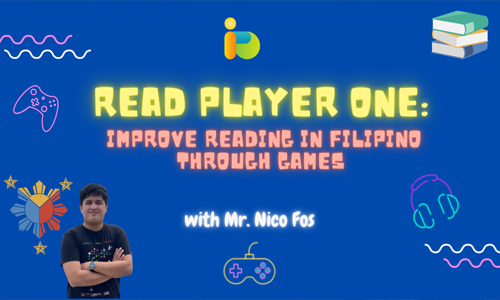 READ PLAYER ONE:
IMPROVE READING IN FILIPINO
THROUGH GAMES
with Mr. Nico Fos